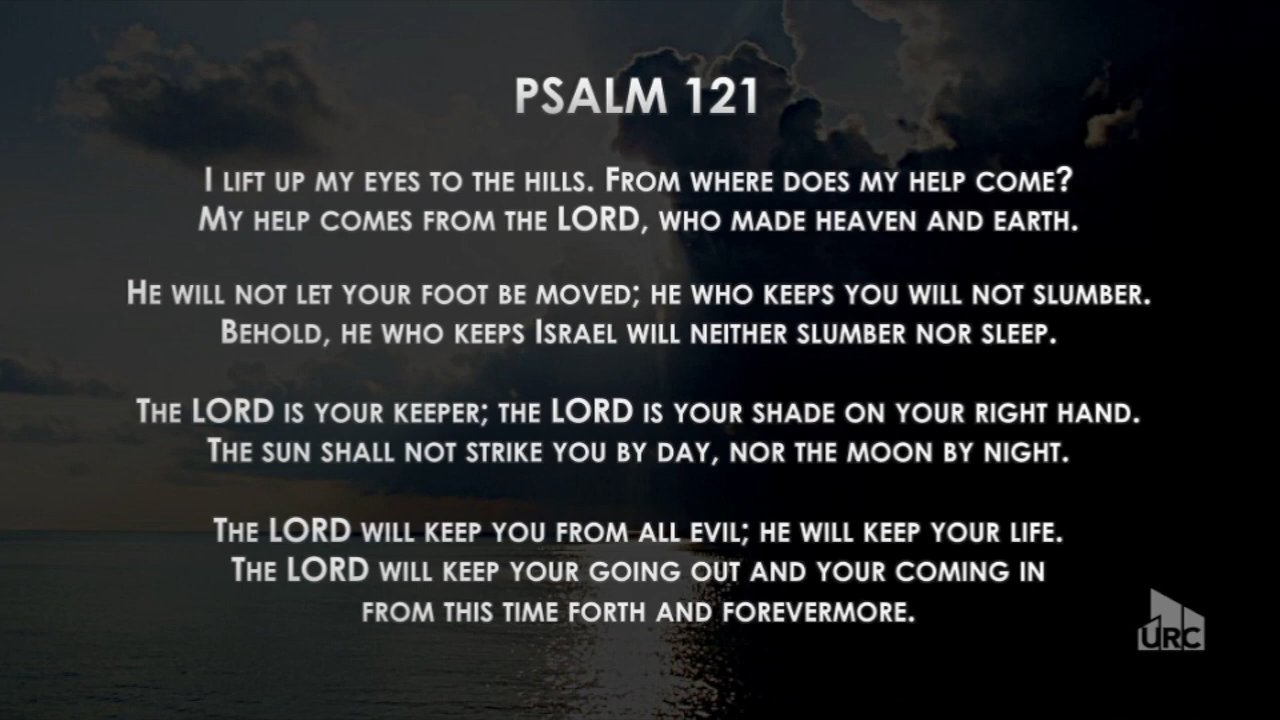 PSALM 121
I LIFT UP MY EYES TO THE HILLS. FROM WHERE DOES MY HELP COME?
MY HELP COMES FROM THE LORD, WHO MADE HEAVEN AND EARTH.
HE WILL NOT LET YOUR FOOT BE MOVED; HE WHO KEEPS YOU WILL NOT SLUMBER.
BEHOLD, HE WHO KEEPS ISRAEL WILL NEITHER SLUMBER NOR SLEEP.
THE LORD IS YOUR KEEPER; THE LORD IS YOUR SHADE ON YOUR RIGHT HAND.
THE SUN SHALL NOT STRIKE YOU BY DAY, NOR THE MOON BY NIGHT.
THE LORD WILL KEEP YOU FROM ALL EVIL; HE WILL KEEP YOUR LIFE.
THE LORD WILL KEEP YOUR GOING OUT AND YOUR COMING IN
FROM THIS TIME FORTH AND FOREVERMORE.
URC